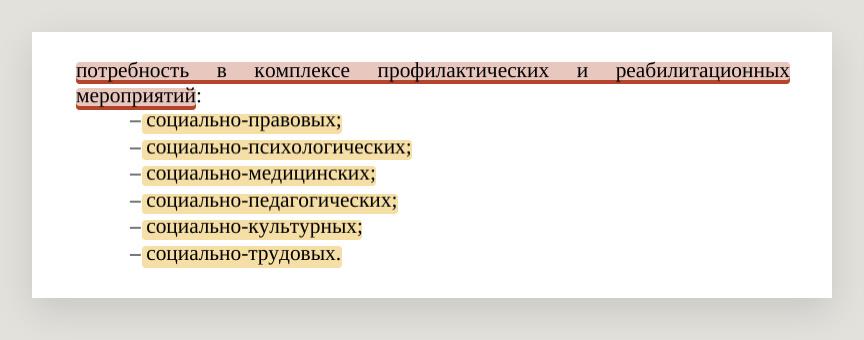 потребность в комплексе профилактических и реабилитационных
мероприятий:
– социально-правовых;
– социально-психологических;
– социально-медицинских;
– социально-педагогических;
– социально-культурных;
– социально-трудовых.